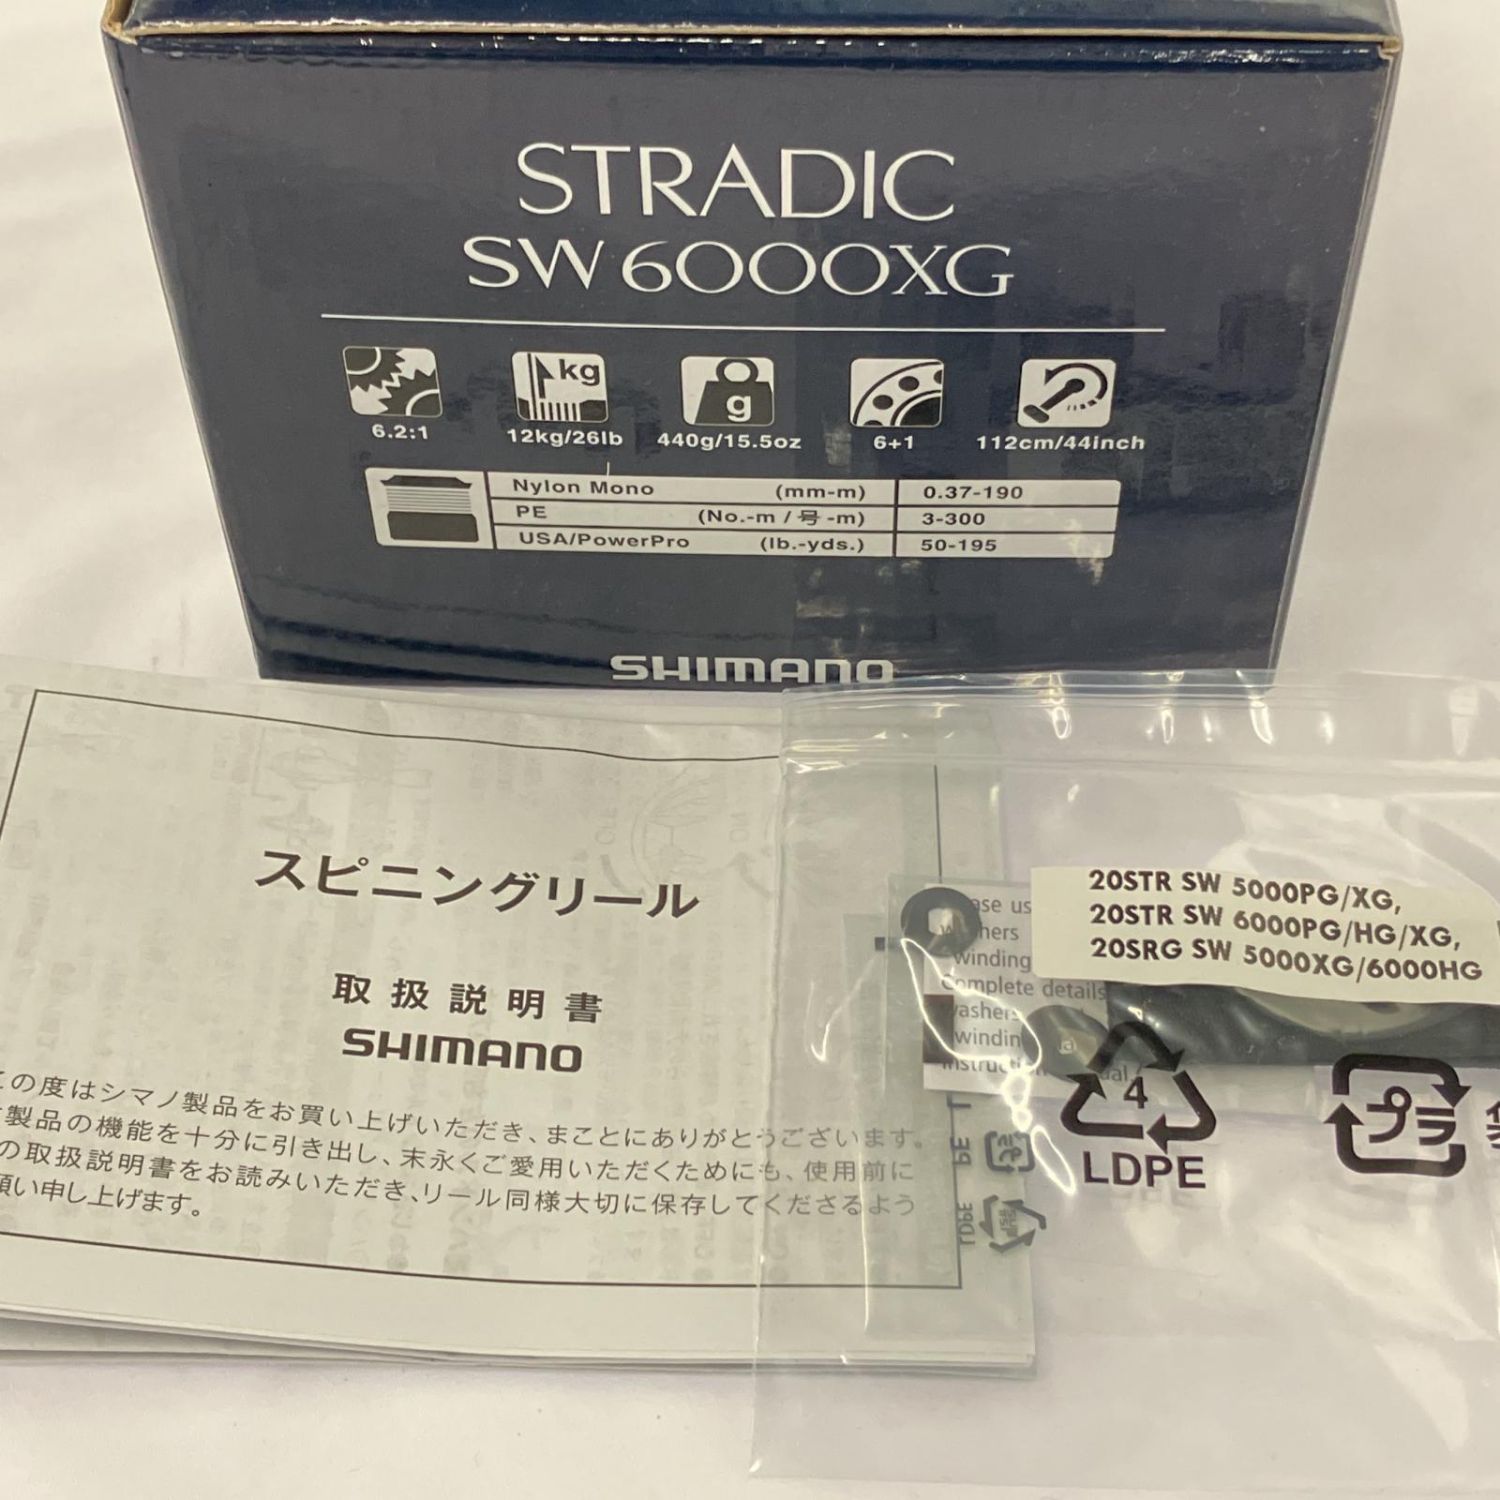 STRADIC
SW 6000XG
kg
g
6.2:1
12kg/26lb
440g/15.5oz
6+1
112cm/44inch
Nylon Mono (mm-m) 0.37-190
PE (No.-m / 号 -m) 3-300
USA/PowerPro (lb.-yds.) 50-195
SHIMANO
スピニングリール
取扱説明書
SHIMANO
この度はシマノ製品をお買い上げいただき、まことにありがとうございます。
製品の機能を十分に引き出し、末永くご愛用いただくためにも、使用前に
の取扱説明書をお読みいただき、リール同様大切に保存してくださるよう
願い申し上げます。
20STR SW 5000PG/XG,
20STR SW 6000PG/HG/XG,
20SRG SW 5000XG/6000HG
us
winding
Complete details
washers
4
LDPE
プラ
PE
LDPE